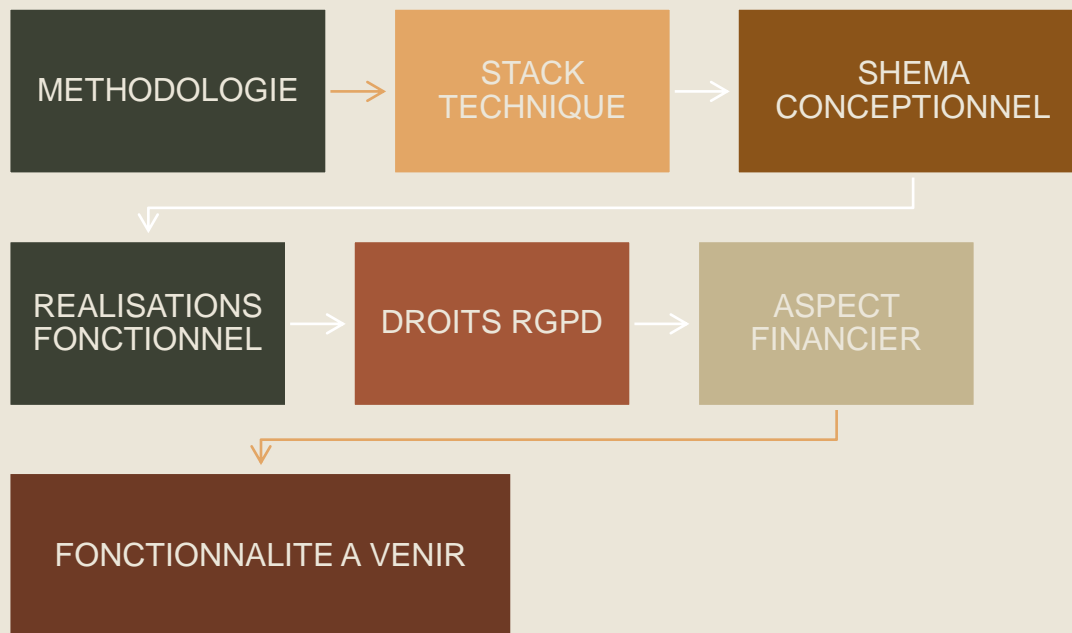 METHODOLOGIE
STACK
TECHNIQUE
SHEMA
CONCEPTIONNEL
REALISATIONS
FONCTIONNEL
DROITS RGPD
ASPECT
FINANCIER
FONCTIONNALITE A VENIR